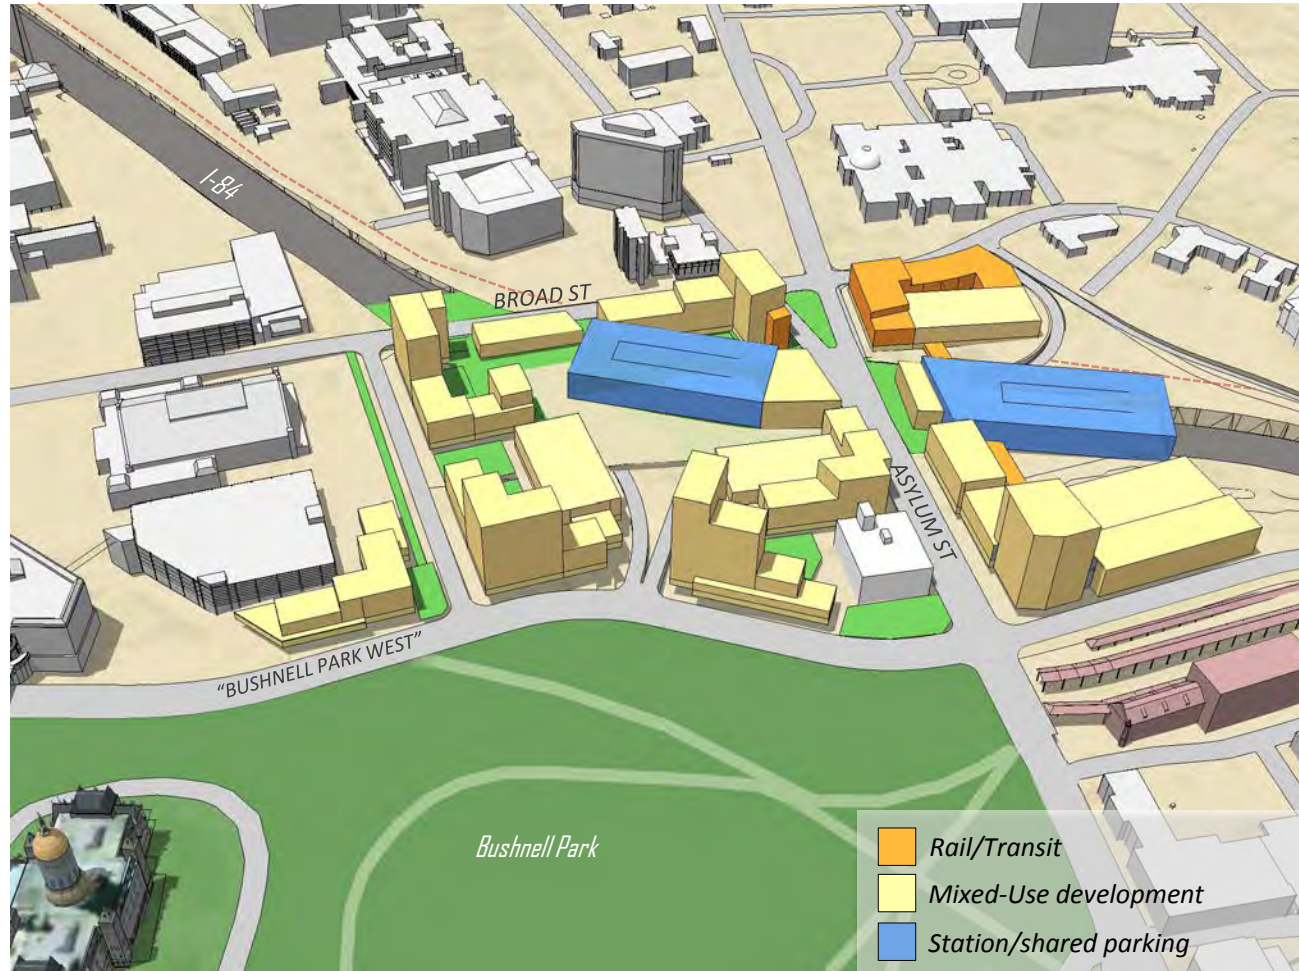 I-84
BROAD ST
ASYLUM ST
"BUSHNELL PARK WEST"
Bushnell Park
Rail/Transit
Mixed-Use development
Station/shared parking